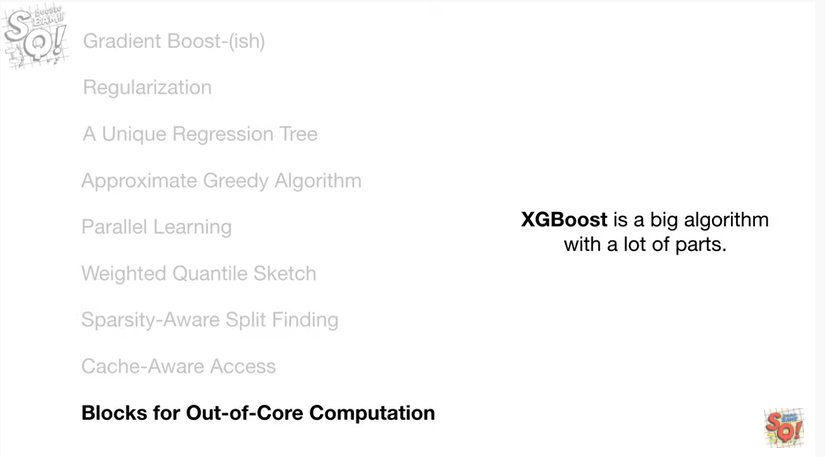 SQ!
Gradient Boost-(ish)
Regularization
A Unique Regression Tree
Approximate Greedy Algorithm
Parallel Learning
XGBoost is a big algorithm
with a lot of parts.
Weighted Quantile Sketch
Sparsity-Aware Split Finding
Cache-Aware Access
Blocks for Out-of-Core Computation
SQ!